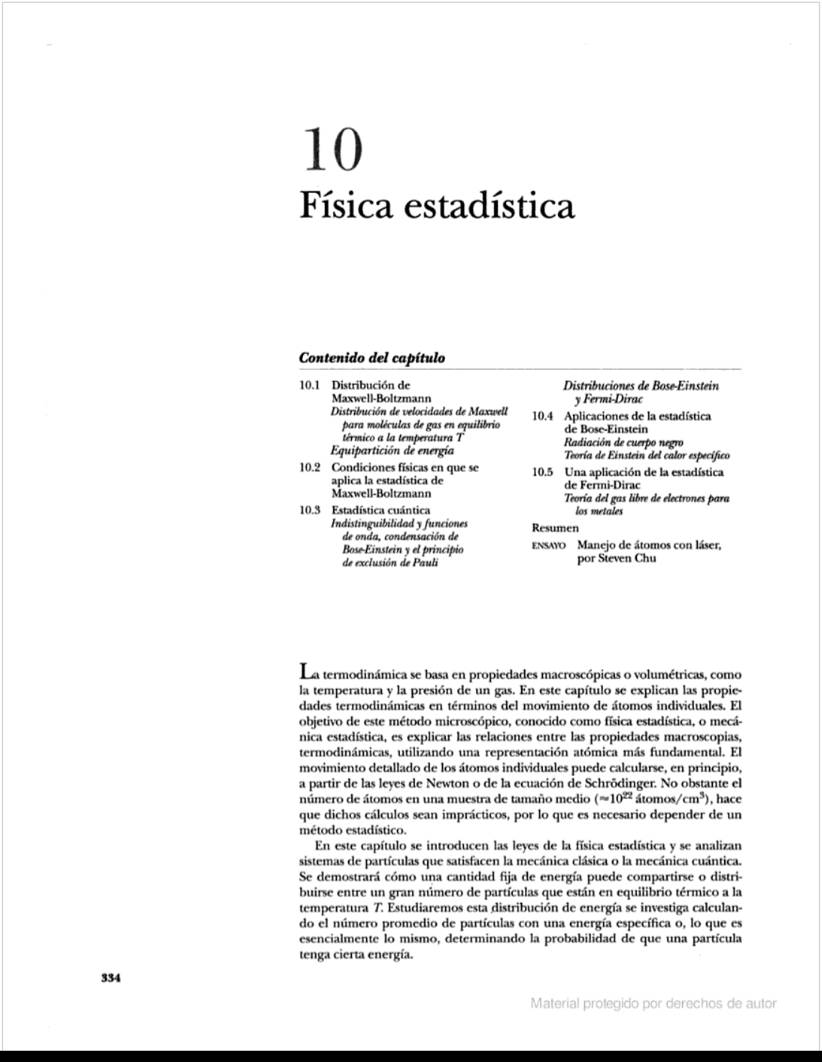 10
Física estadística
Contenido del capítulo
10.1 Distribución de
Maxwell-Boltzmann
Distribución de velocidades de Maxwell
para moléculas de gas en equilibrio
térmico a la temperatura T
Equipartición de energía
10.2 Condiciones físicas en que se
aplica la estadística de
Maxwell-Boltzmann
10.3 Estadística cuántica
Indistinguibilidad y funciones
de onda, condensación de
Bose-Einstein y el principio
de exclusión de Pauli
Distribuciones de Bose-Einstein
y Fermi-Dirac
10.4 Aplicaciones de la estadística
de Bose-Einstein
Radiación de cuerpo negro
Teoría de Einstein del calor específico
10.5 Una aplicación de la estadística
de Fermi-Dirac
Teoría del gas libre de electrones para
los metales
Resumen
ENSAYO Manejo de átomos con láser,
por Steven Chu
La termodinámica se basa en propiedades macroscópicas o volumétricas, como
la temperatura y la presión de un gas. En este capítulo se explican las propie-
dades termodinámicas en términos del movimiento de átomos individuales. El
objetivo de este método microscópico, conocido como física estadística, o mecá-
nica estadística, es explicar las relaciones entre las propiedades macroscopias,
termodinámicas, utilizando una representación atómica más fundamental. El
movimiento detallado de los átomos individuales puede calcularse, en principio,
a partir de las leyes de Newton o de la ecuación de Schrödinger. No obstante el
número de átomos en una muestra de tamaño medio (≈10²² átomos/cm³), hace
que dichos cálculos sean imprácticos, por lo que es necesario depender de un
método estadístico.
En este capítulo se introducen las leyes de la física estadística y se analizan
sistemas de partículas que satisfacen la mecánica clásica o la mecánica cuántica.
Se demostrará cómo una cantidad fija de energía puede compartirse o distri-
buirse entre un gran número de partículas que están en equilibrio térmico a la
temperatura T. Estudiaremos esta distribución de energía se investiga calculan-
do el número promedio de partículas con una energía específica o, lo que es
esencialmente lo mismo, determinando la probabilidad de que una partícula
tenga cierta energía.
334
Material protegido por derechos de autor